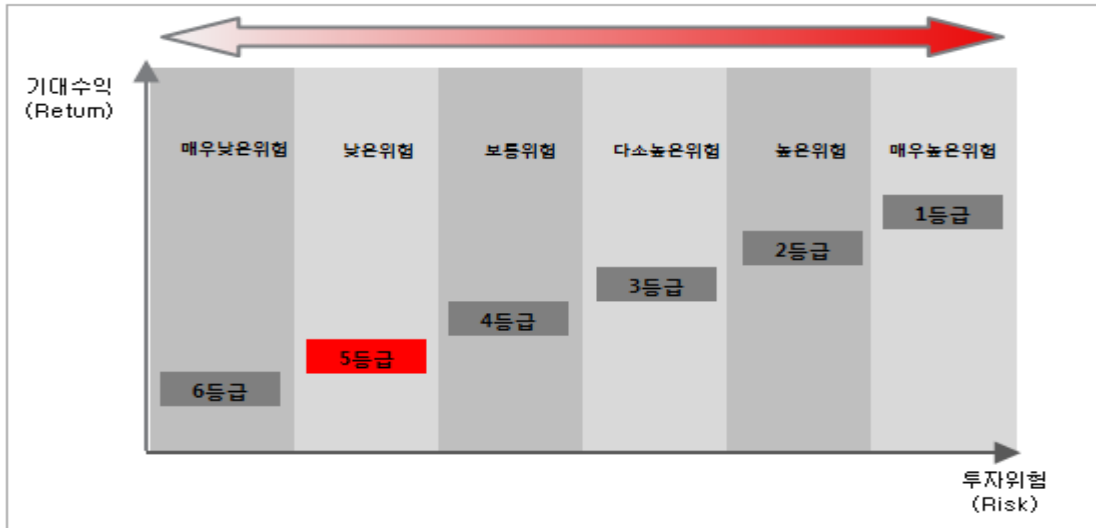 기대수익
(Return)
매우낮은위험 낮은위험 보통위험 다소높은위험 높은위험 매우높은위험
1등급
2등급
3등급
4등급
5등급
6등급
투자위험
(Risk)